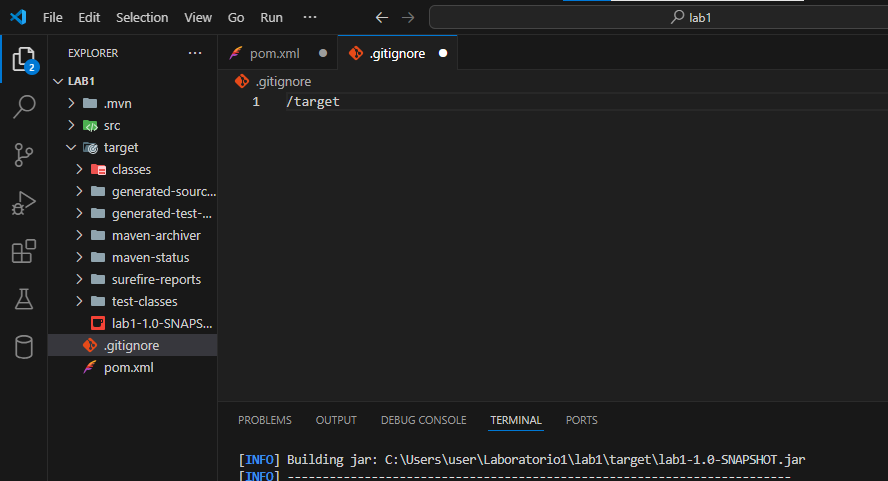 File Edit Selection View Go Run ··· lab1
EXPLORER ···
pom.xml .gitignore
LAB1
.gitignore
.mvn
1 /target
src
target
classes
generated-sourc...
generated-test-...
maven-archiver
maven-status
surefire-reports
test-classes
lab1-1.0-SNAPS...
.gitignore
pom.xml
2
PROBLEMS OUTPUT DEBUG CONSOLE TERMINAL PORTS
[INFO] Building jar: C:\Users\user\Laboratorio1\lab1\target\lab1-1.0-SNAPSHOT.jar
[INFO] ------------------------------------------------------------------------